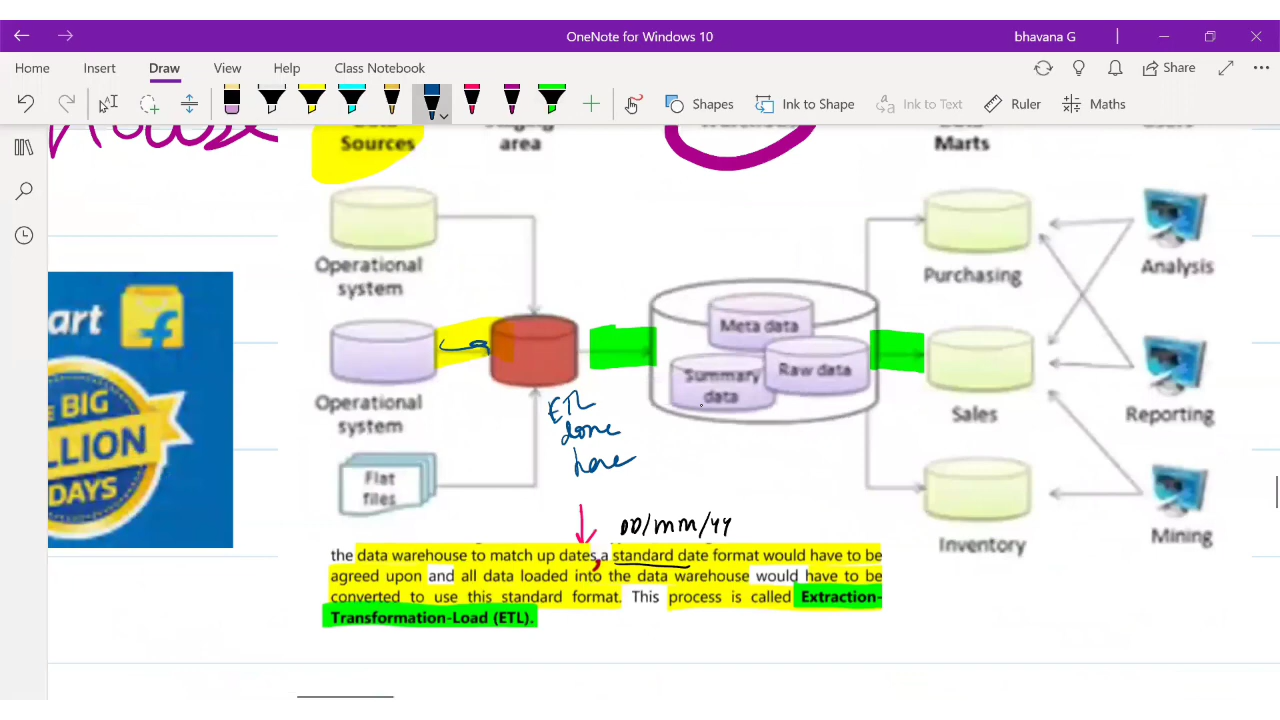 OneNote for Windows 10
bhavana G
Home Insert Draw View Help Class Notebook
Share
Shapes Ink to Shape Ink to Text Ruler Maths
House
Sources
area
Marts
Operational
system
Operational
system
Flat
files
Meta data
Summary
data
Raw data
Purchasing
Sales
Inventory
Analysis
Reporting
Mining
art
BIG
LLION
DAYS
ETL
done
here
DD/MM/YY
the data warehouse to match up dates, a standard date format would have to be
agreed upon and all data loaded into the data warehouse would have to be
converted to use this standard format. This process is called Extraction-
Transformation-Load (ETL).